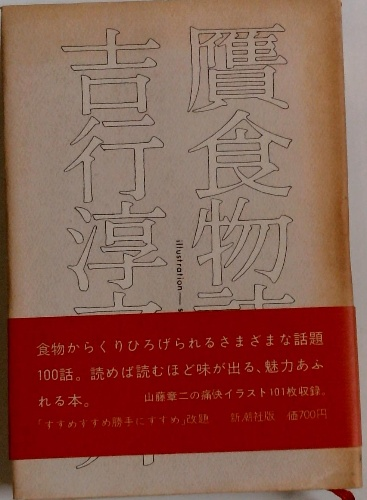 贋食物誌
吉行淳
illustration
食物からくりひろげられるさまざまな話題
100話。読めば読むほど味が出る、魅力あふ
れる本。
山藤章二の痛快イラスト101枚収録。
「すすめすすめ勝手にすすめ」改題 新潮社版 価700円